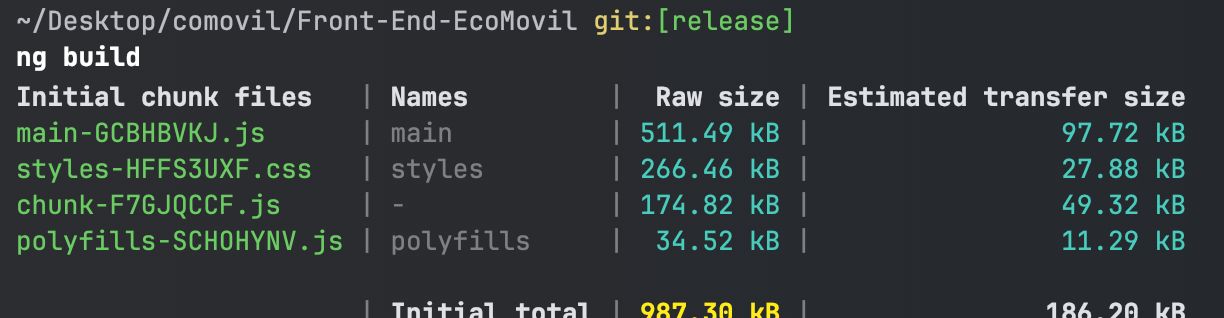 ~/Desktop/comovil/Front-End-EcoMovil git:[release]
ng build
Initial chunk files | Names | Raw size | Estimated transfer size
main-GCBHBVKJ.js | main | 511.49 kB | 97.72 kB
styles-HFFS3UXF.css | styles | 266.46 kB | 27.88 kB
chunk-F7GJQCCF.js | - | 174.82 kB | 49.32 kB
polyfills-SCHOHYNV.js | polyfills | 34.52 kB | 11.29 kB
| Initial total | 987.30 kB | 186.20 kB